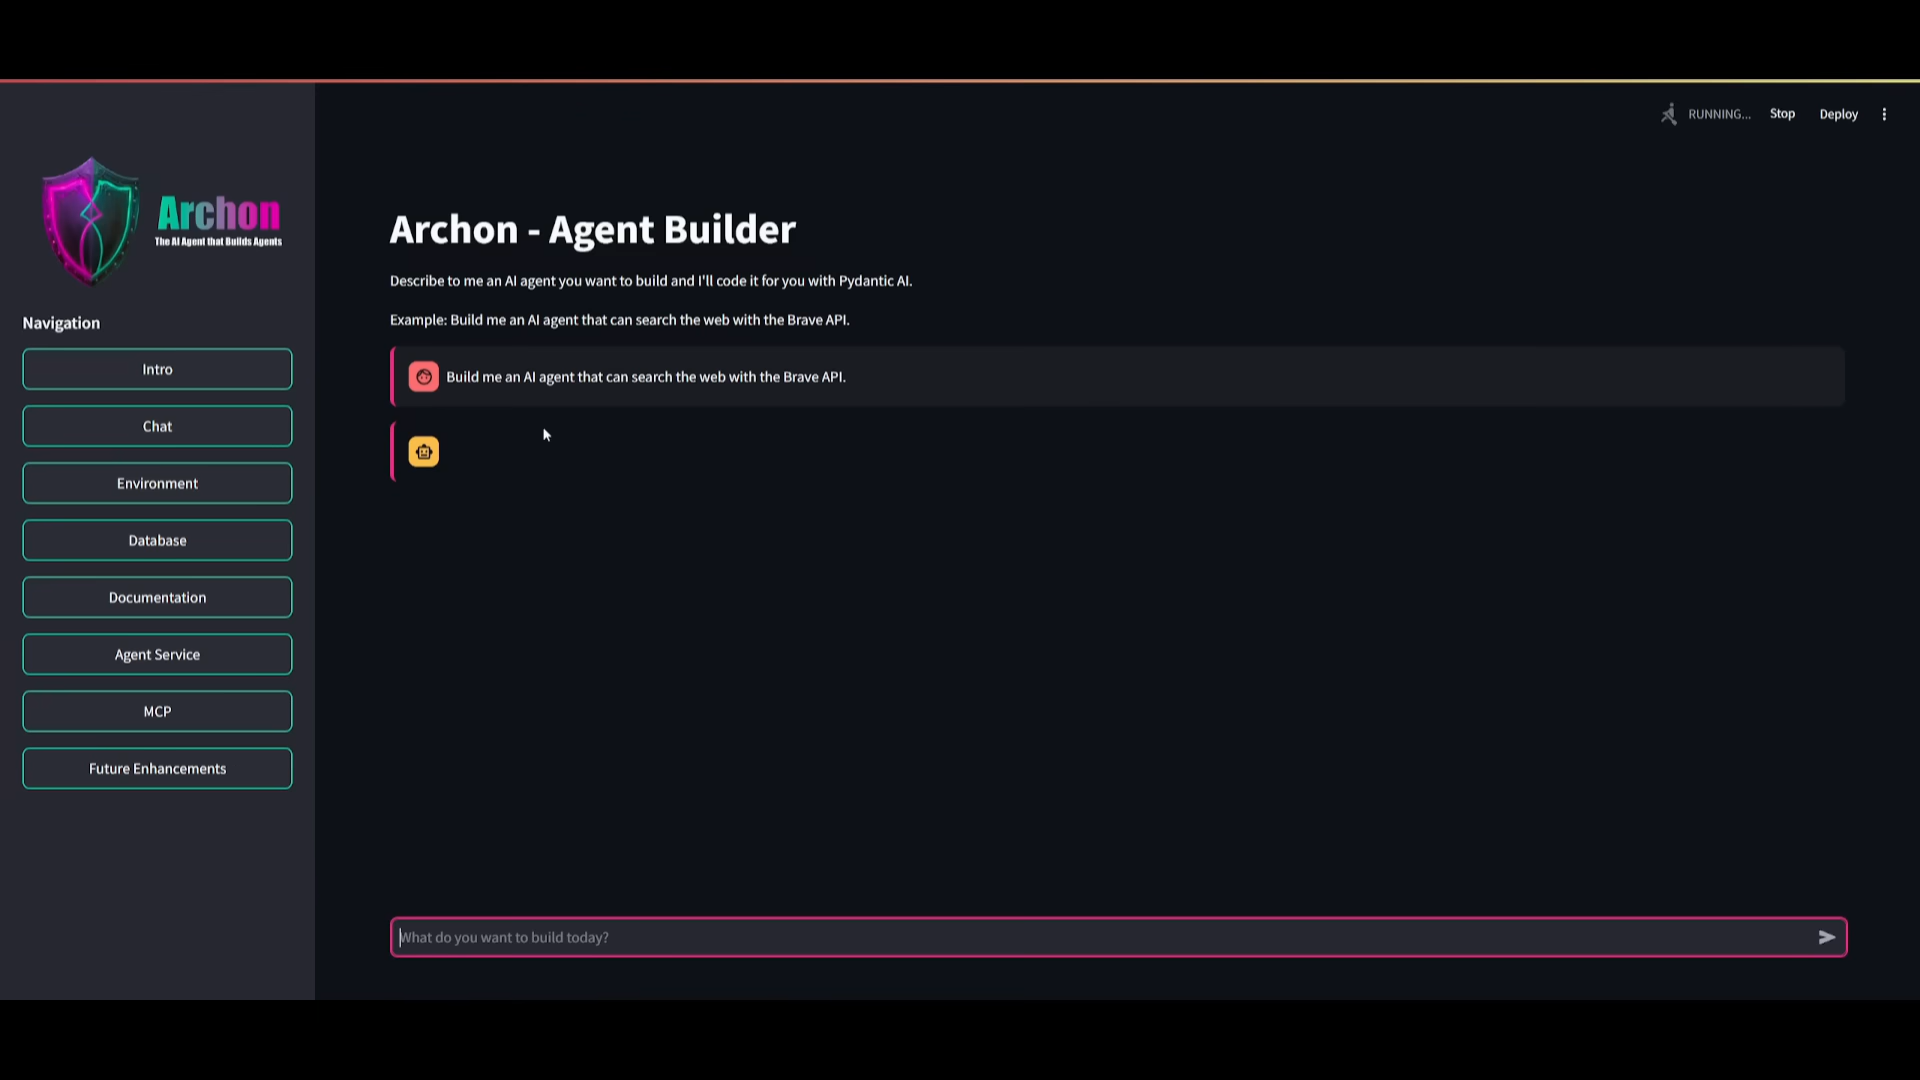 RUNNING...
Stop
Deploy
Archon
The AI Agent that Builds Agents
Navigation
Intro
Chat
Environment
Database
Documentation
Agent Service
MCP
Future Enhancements
Archon - Agent Builder
Describe to me an AI agent you want to build and I'll code it for you with Pydantic AI.
Example: Build me an AI agent that can search the web with the Brave API.
Build me an AI agent that can search the web with the Brave API.
What do you want to build today?